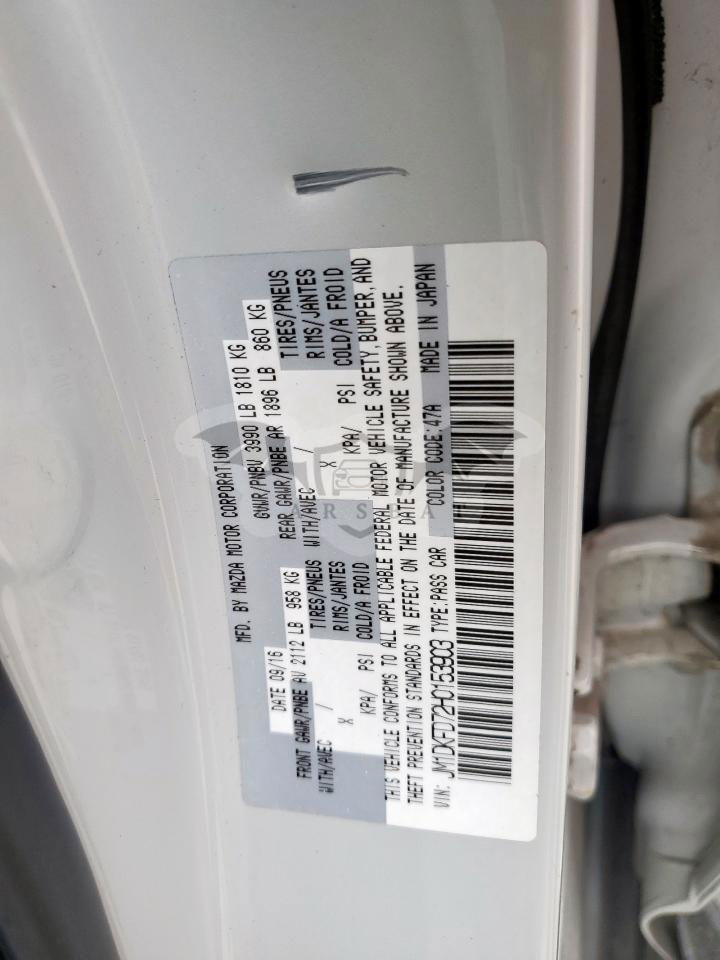 MFD. BY MAZDA MOTOR CORPORATION
DATE 09/16 GVWR/PNBV 3990 LB 1810 KG
FRONT GAWR/PNBE AV 2112 LB 958 KG REAR GAWR/PNBE AR 1896 LB 860 KG
WITH/AVEC / TIRES/PNEUS WITH/AVEC / TIRES/PNEUS
X RIMS/JANTES X RIMS/JANTES
KPA/ PSI COLD/A FROID KPA/ PSI COLD/A FROID
THIS VEHICLE CONFORMS TO ALL APPLICABLE FEDERAL MOTOR VEHICLE SAFETY, BUMPER, AND
THEFT PREVENTION STANDARDS IN EFFECT ON THE DATE OF MANUFACTURE SHOWN ABOVE.
VIN: JM1DKFD72H0153903 TYPE:PASS CAR COLOR CODE:47A MADE IN JAPAN